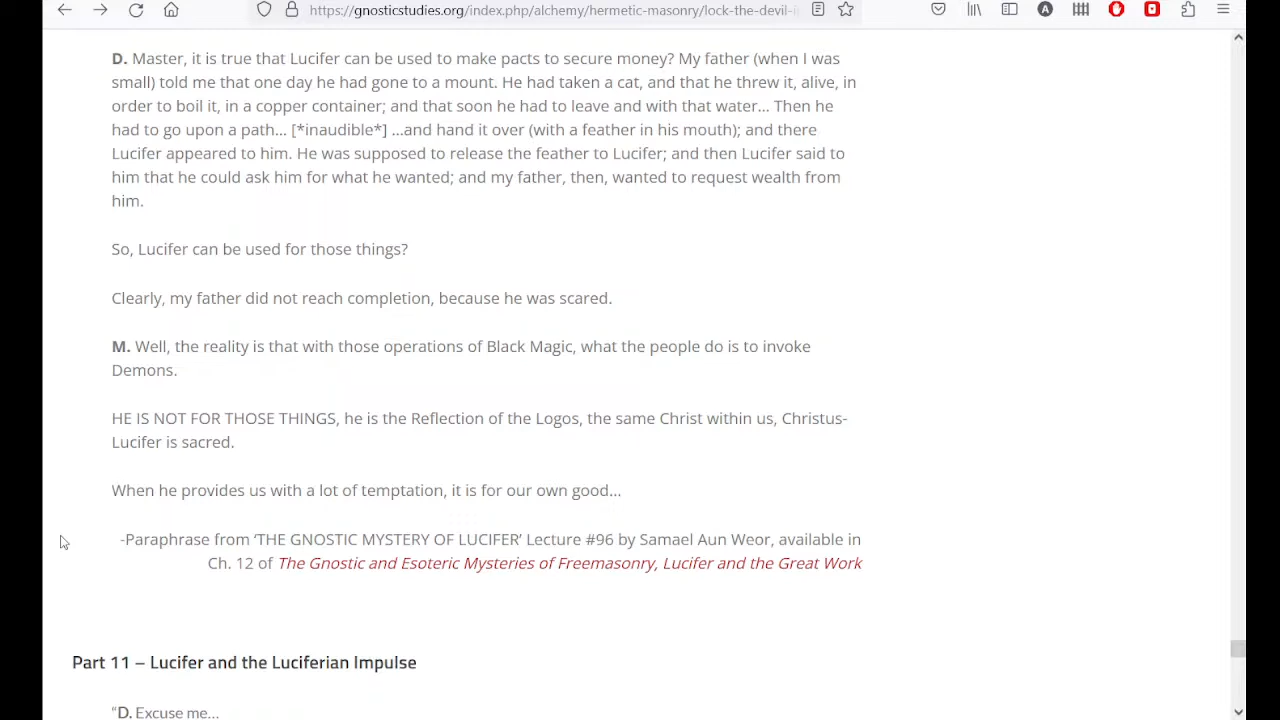 https://gnosticstudies.org/index.php/alchemy/hermetic-masonry/lock-the-devil-i
D. Master, it is true that Lucifer can be used to make pacts to secure money? My father (when I was
small) told me that one day he had gone to a mount. He had taken a cat, and that he threw it, alive, in
order to boil it, in a copper container; and that soon he had to leave and with that water... Then he
had to go upon a path... [*inaudible*] ...and hand it over (with a feather in his mouth); and there
Lucifer appeared to him. He was supposed to release the feather to Lucifer; and then Lucifer said to
him that he could ask him for what he wanted; and my father, then, wanted to request wealth from
him.
So, Lucifer can be used for those things?
Clearly, my father did not reach completion, because he was scared.
M. Well, the reality is that with those operations of Black Magic, what the people do is to invoke
Demons.
HE IS NOT FOR THOSE THINGS, he is the Reflection of the Logos, the same Christ within us, Christus-
Lucifer is sacred.
When he provides us with a lot of temptation, it is for our own good...
-Paraphrase from ‘THE GNOSTIC MYSTERY OF LUCIFER’ Lecture #96 by Samael Aun Weor, available in
Ch. 12 of The Gnostic and Esoteric Mysteries of Freemasonry, Lucifer and the Great Work
Part 11 – Lucifer and the Luciferian Impulse
“D. Excuse me...